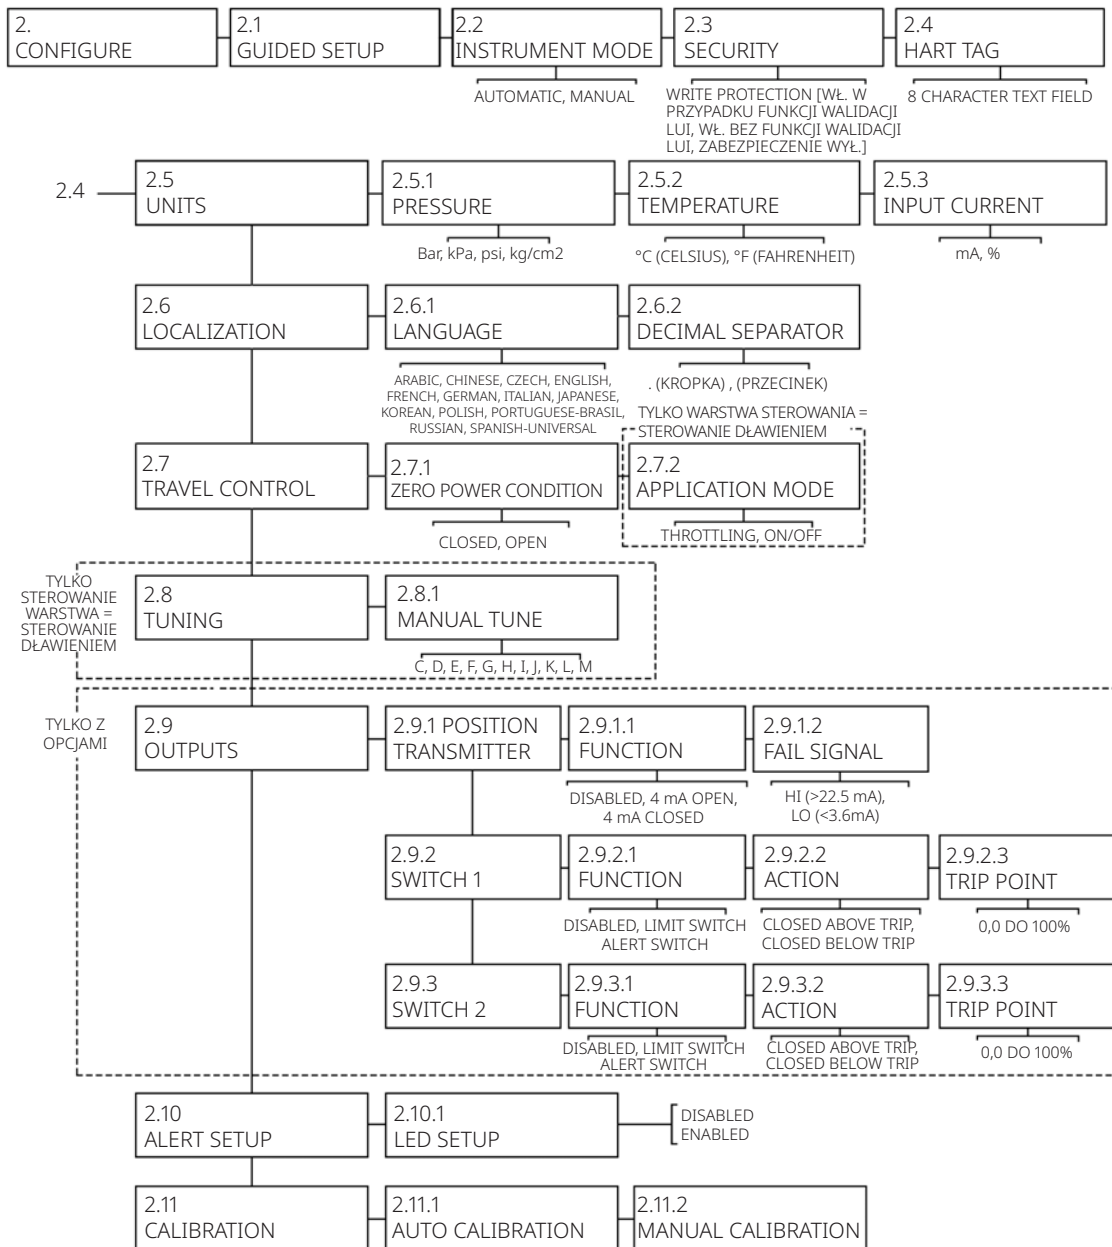 2.
CONFIGURE
2.1
GUIDED SETUP
2.2
INSTRUMENT MODE
AUTOMATIC, MANUAL
2.3
SECURITY
WRITE PROTECTION [WŁ. W
PRZYPADKU FUNKCJI WALIDACJI
LUI, WŁ. BEZ FUNKCJI WALIDACJI
LUI, ZABEZPIECZENIE WYŁ.]
2.4
HART TAG
8 CHARACTER TEXT FIELD
2.4
2.5
UNITS
2.5.1
PRESSURE
Bar, kPa, psi, kg/cm2
2.5.2
TEMPERATURE
°C (CELSIUS), °F (FAHRENHEIT)
2.5.3
INPUT CURRENT
mA, %
2.6
LOCALIZATION
2.6.1
LANGUAGE
ARABIC, CHINESE, CZECH, ENGLISH,
FRENCH, GERMAN, ITALIAN, JAPANESE,
KOREAN, POLISH, PORTUGUESE-BRASIL,
RUSSIAN, SPANISH-UNIVERSAL
2.6.2
DECIMAL SEPARATOR
. (KROPKA) , (PRZECINEK)
TYLKO WARSTWA STEROWANIA =
STEROWANIE DŁAWIENIEM
2.7
TRAVEL CONTROL
2.7.1
ZERO POWER CONDITION
CLOSED, OPEN
2.7.2
APPLICATION MODE
THROTTLING, ON/OFF
TYLKO
STEROWANIE
WARSTWA =
STEROWANIE
DŁAWIENIEM
2.8
TUNING
2.8.1
MANUAL TUNE
C, D, E, F, G, H, I, J, K, L, M
TYLKO Z
OPCJAMI
2.9
OUTPUTS
2.9.1 POSITION
TRANSMITTER
2.9.1.1
FUNCTION
DISABLED, 4 mA OPEN,
4 mA CLOSED
2.9.1.2
FAIL SIGNAL
HI (>22.5 mA),
LO (<3.6mA)
2.9.2
SWITCH 1
2.9.2.1
FUNCTION
DISABLED, LIMIT SWITCH
ALERT SWITCH
2.9.2.2
ACTION
CLOSED ABOVE TRIP,
CLOSED BELOW TRIP
2.9.2.3
TRIP POINT
0,0 DO 100%
2.9.3
SWITCH 2
2.9.3.1
FUNCTION
DISABLED, LIMIT SWITCH
ALERT SWITCH
2.9.3.2
ACTION
CLOSED ABOVE TRIP,
CLOSED BELOW TRIP
2.9.3.3
TRIP POINT
0,0 DO 100%
2.10
ALERT SETUP
2.10.1
LED SETUP
DISABLED
ENABLED
2.11
CALIBRATION
2.11.1
AUTO CALIBRATION
2.11.2
MANUAL CALIBRATION